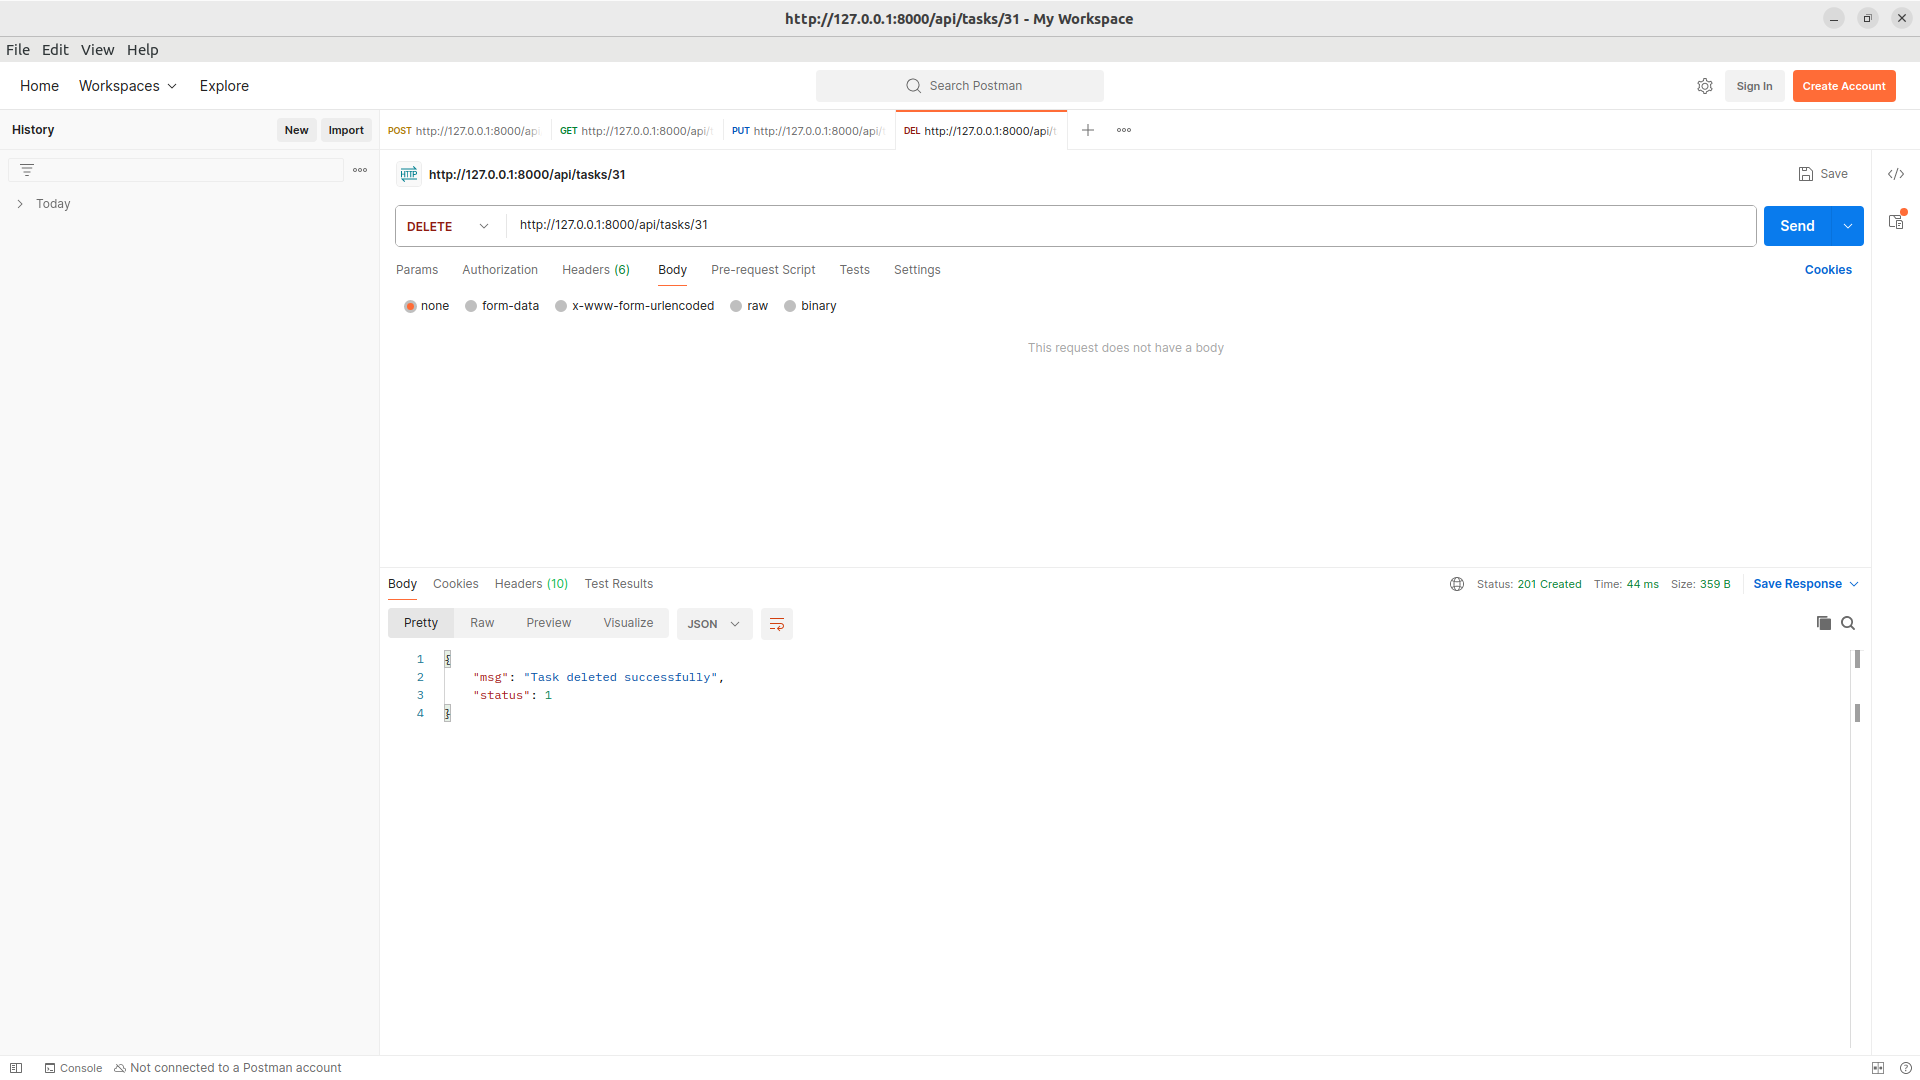 http://127.0.0.1:8000/api/tasks/31 - My Workspace
File Edit View Help
Home Workspaces Explore
Search Postman
Sign In Create Account
History New Import
POST http://127.0.0.1:8000/api GET http://127.0.0.1:8000/api/ PUT http://127.0.0.1:8000/api/ DEL http://127.0.0.1:8000/api/
Today
HTTP http://127.0.0.1:8000/api/tasks/31 Save
DELETE http://127.0.0.1:8000/api/tasks/31 Send
Params Authorization Headers (6) Body Pre-request Script Tests Settings Cookies
none form-data x-www-form-urlencoded raw binary
This request does not have a body
Body Cookies Headers (10) Test Results Status: 201 Created Time: 44 ms Size: 359 B Save Response
Pretty Raw Preview Visualize JSON
1 {
2 "msg": "Task deleted successfully",
3 "status": 1
4 }
Console Not connected to a Postman account